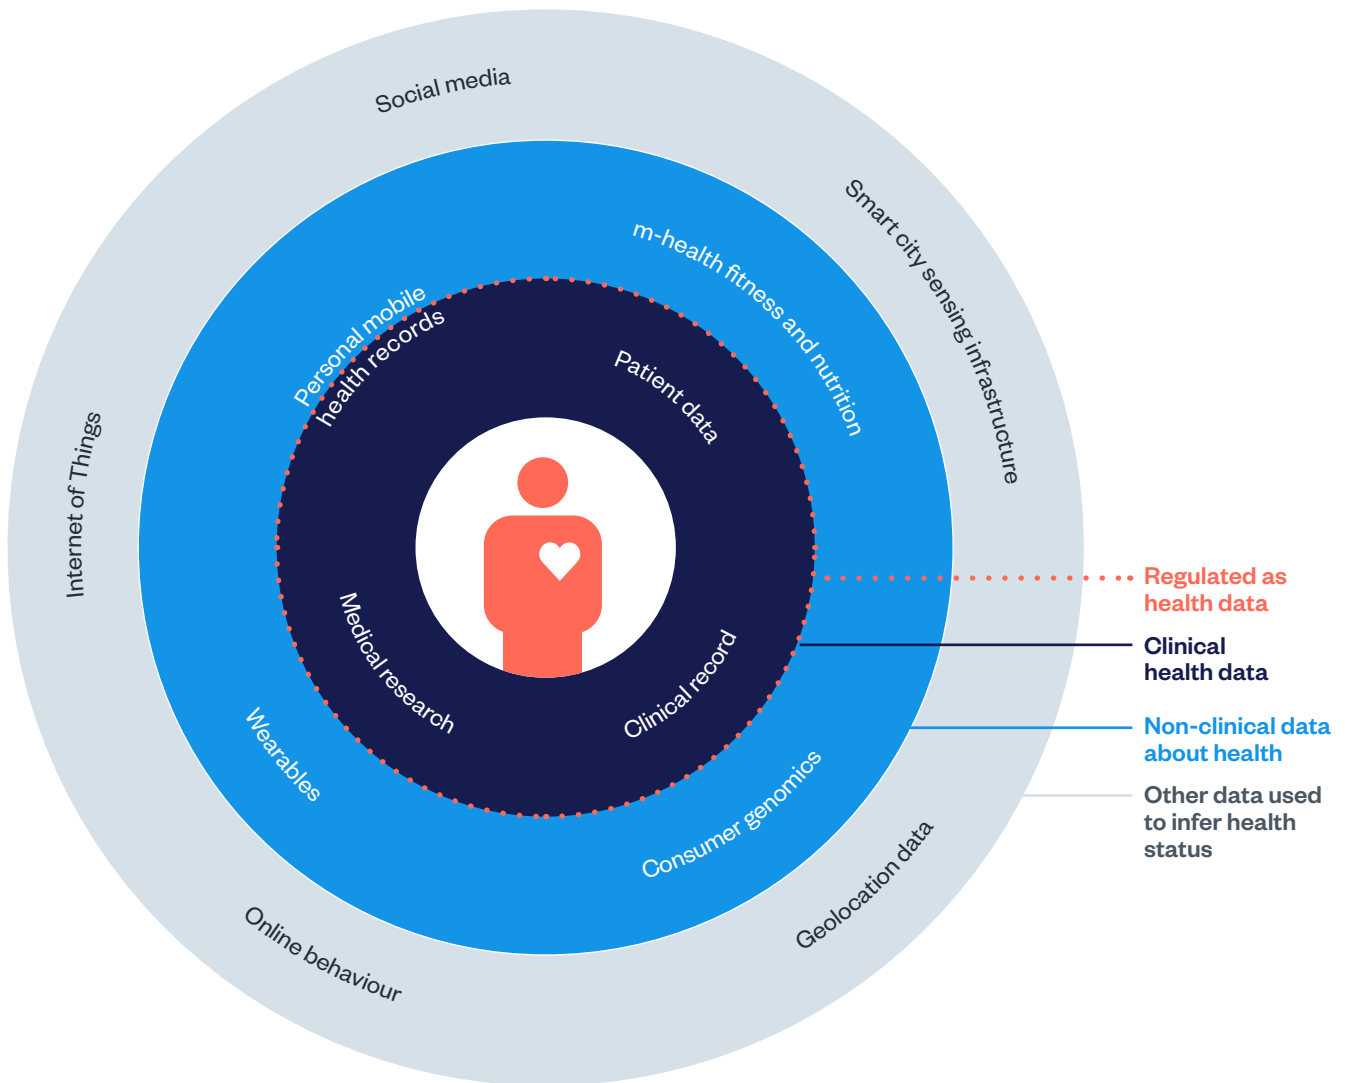 Social media
Smart city sensing infrastructure
m-health fitness and nutrition
Personal mobile
health records
Patient data
Internet of Things
Medical research
Clinical record
Wearables
Consumer genomics
Online behaviour
Geolocation data
Regulated as
health data
Clinical
health data
Non-clinical data
about health
Other data used
to infer health
status